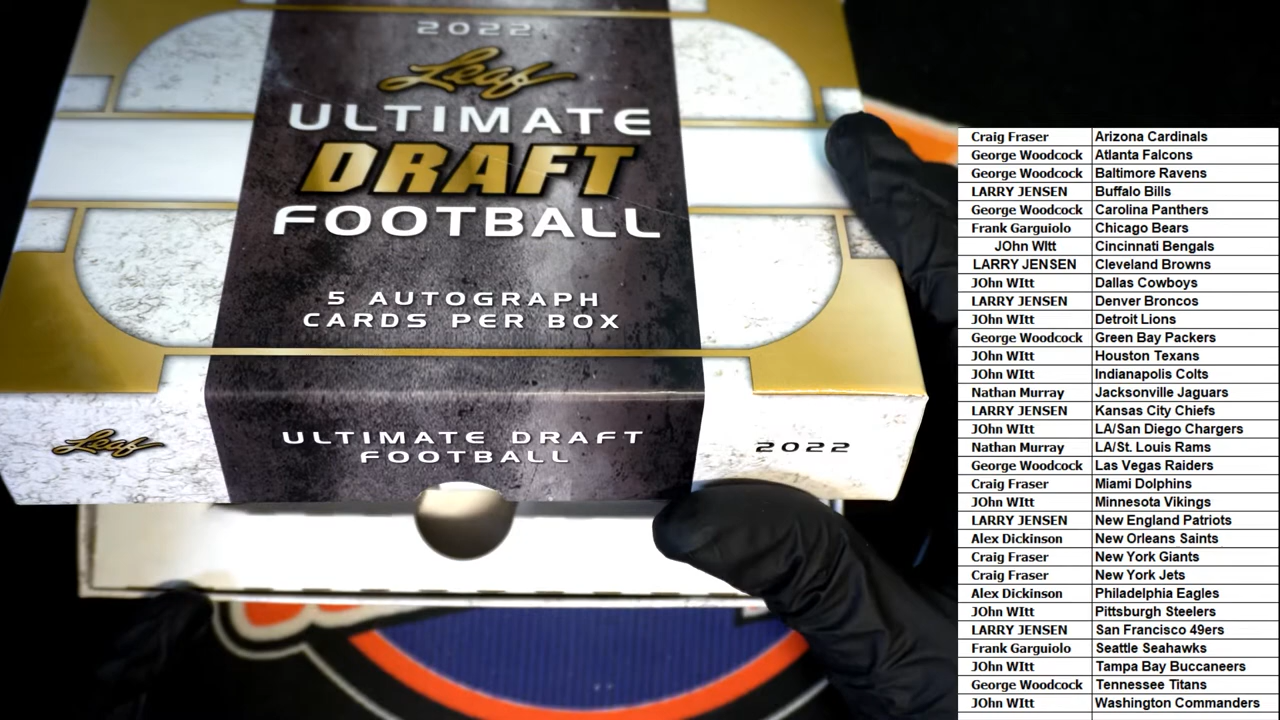 2022
Leaf
ULTIMATE
DRAFT
FOOTBALL
5 AUTOGRAPH
CARDS PER BOX
Leaf
ULTIMATE DRAFT
FOOTBALL
2022
Craig Fraser Arizona Cardinals
George Woodcock Atlanta Falcons
George Woodcock Baltimore Ravens
LARRY JENSEN Buffalo Bills
George Woodcock Carolina Panthers
Frank Garguiolo Chicago Bears
JOhn WItt Cincinnati Bengals
LARRY JENSEN Cleveland Browns
JOhn WItt Dallas Cowboys
LARRY JENSEN Denver Broncos
JOhn WItt Detroit Lions
George Woodcock Green Bay Packers
JOhn WItt Houston Texans
JOhn WItt Indianapolis Colts
Nathan Murray Jacksonville Jaguars
LARRY JENSEN Kansas City Chiefs
JOhn WItt LA/San Diego Chargers
Nathan Murray LA/St. Louis Rams
George Woodcock Las Vegas Raiders
Craig Fraser Miami Dolphins
JOhn WItt Minnesota Vikings
LARRY JENSEN New England Patriots
Alex Dickinson New Orleans Saints
Craig Fraser New York Giants
Craig Fraser New York Jets
Alex Dickinson Philadelphia Eagles
JOhn WItt Pittsburgh Steelers
LARRY JENSEN San Francisco 49ers
Frank Garguiolo Seattle Seahawks
JOhn WItt Tampa Bay Buccaneers
George Woodcock Tennessee Titans
JOhn WItt Washington Commanders